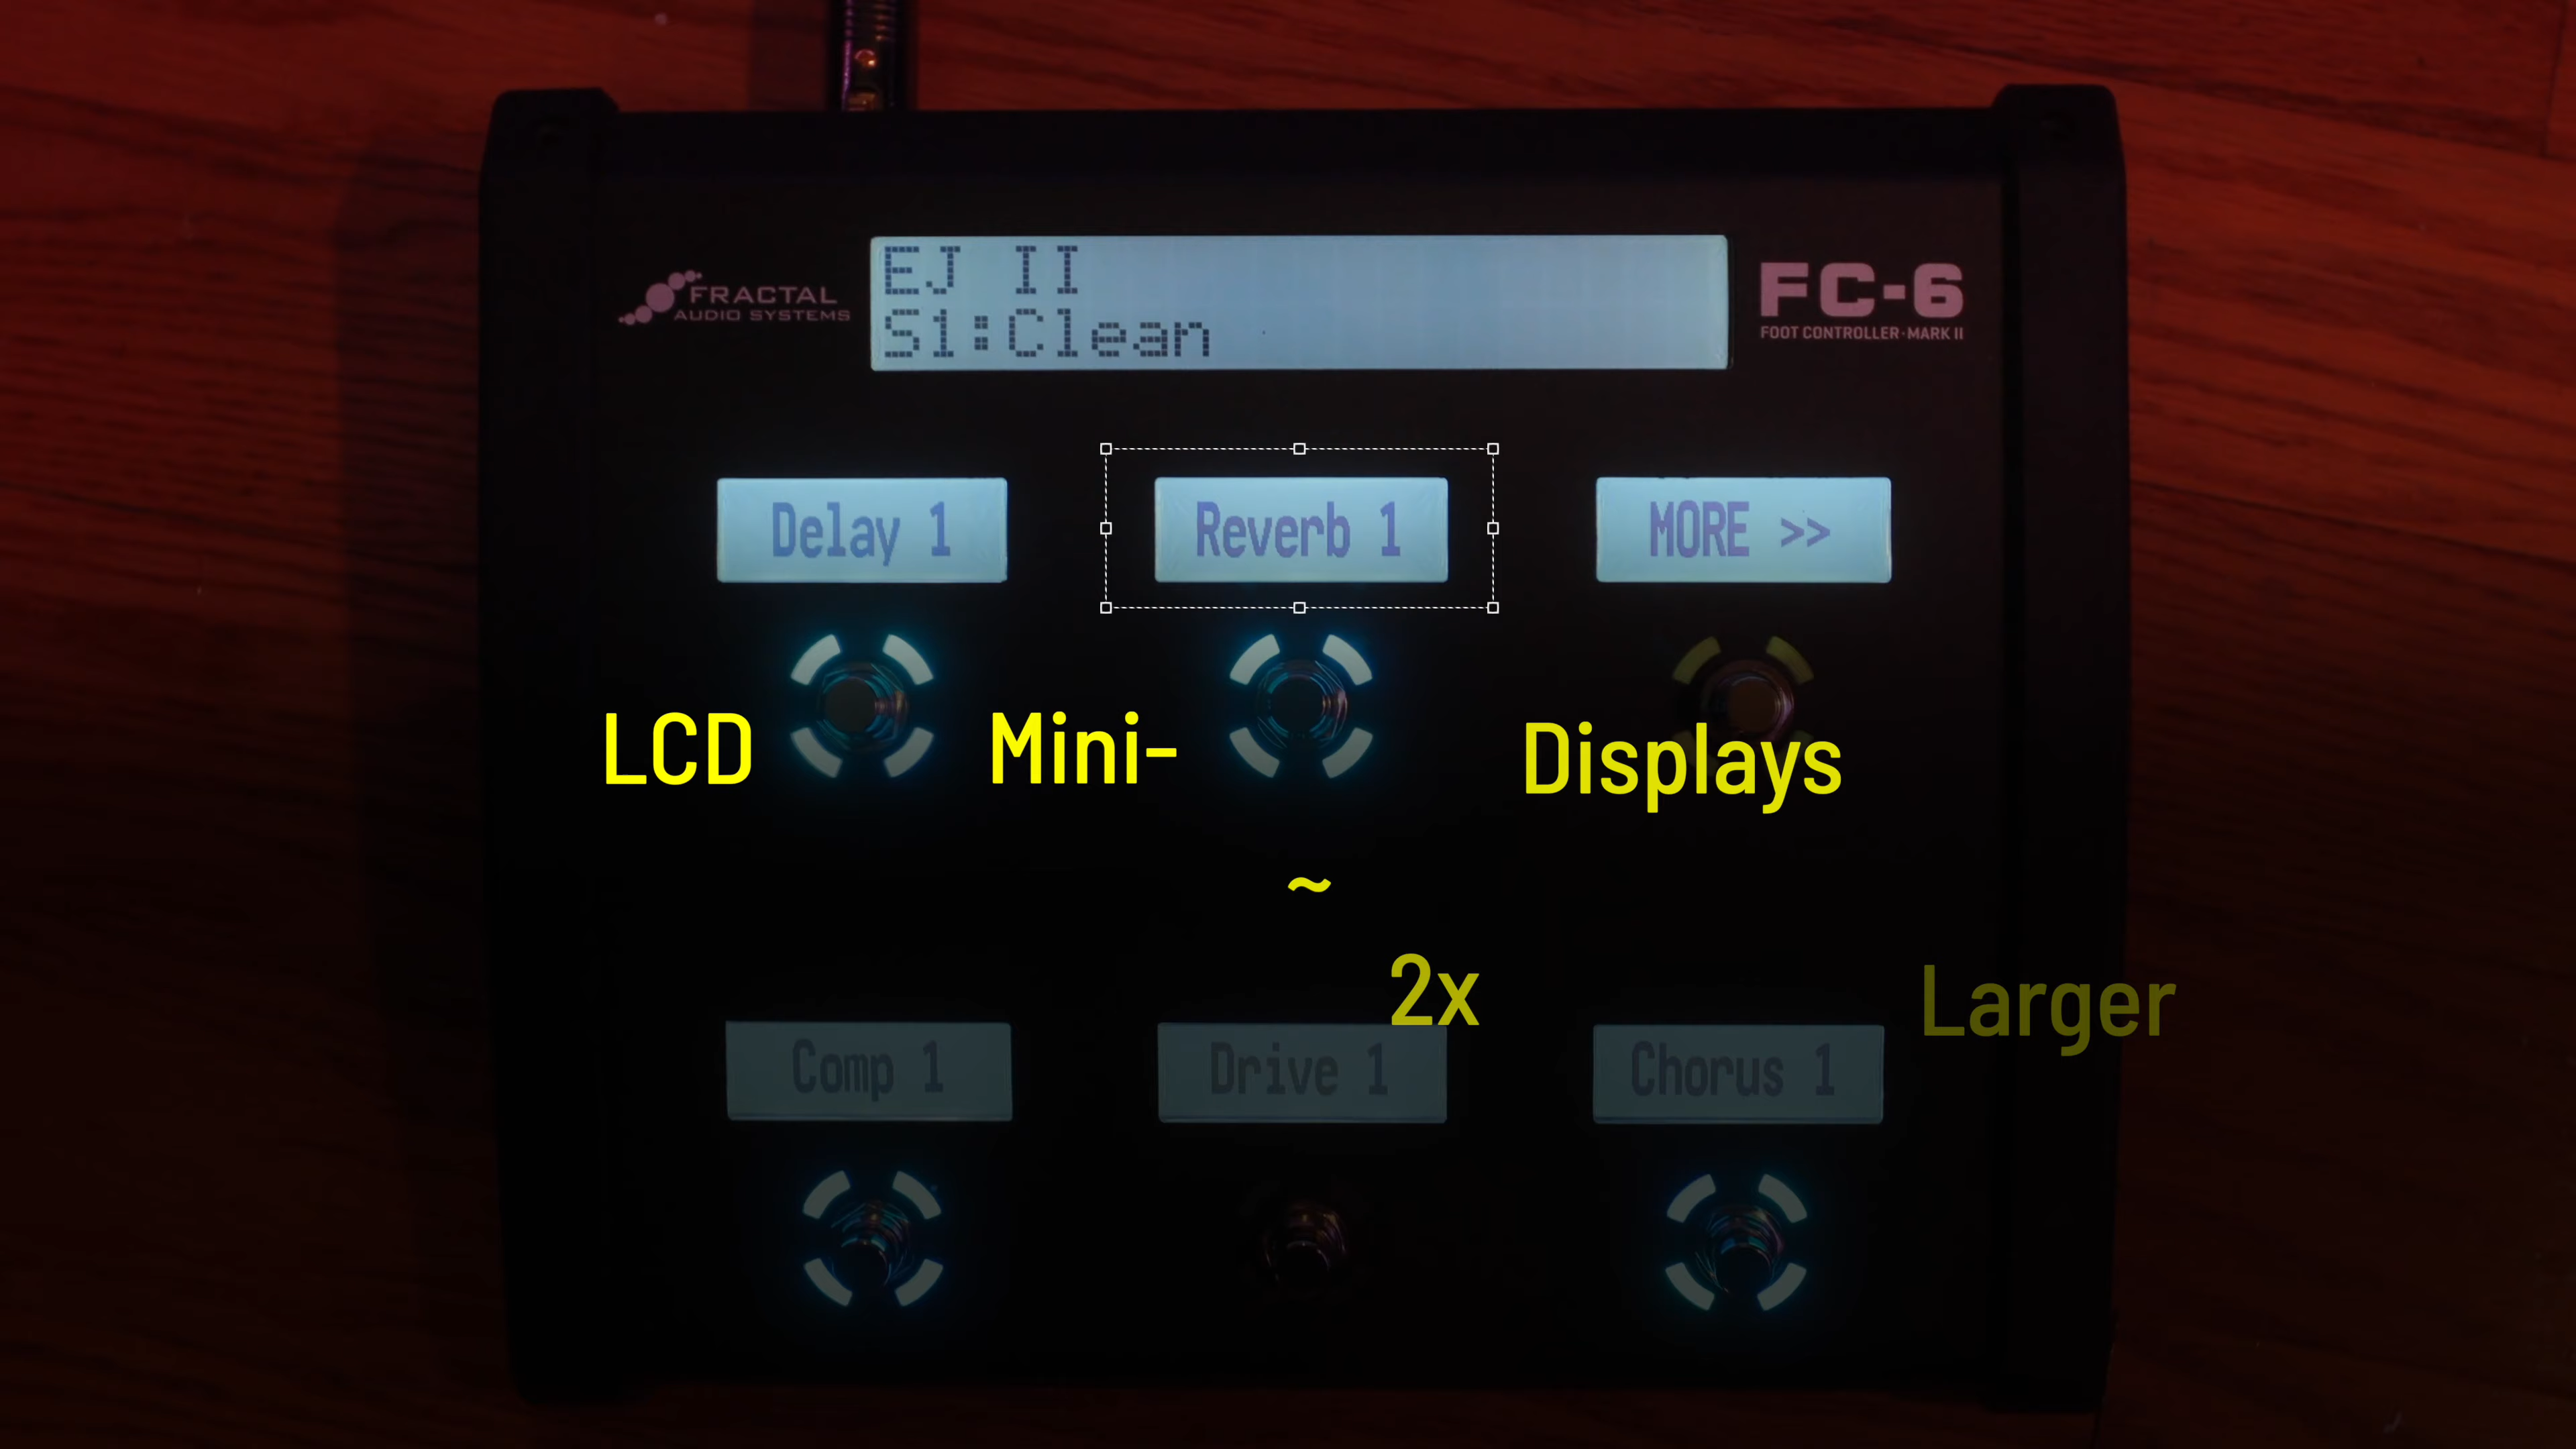 EJ II
S1:Clean
FRACTAL
AUDIO SYSTEMS
FC-6
FOOT CONTROLLER·MARK II
Delay 1
Reverb 1
MORE >>
LCD Mini- Displays
~
2x Larger
Comp 1
Drive 1
Chorus 1